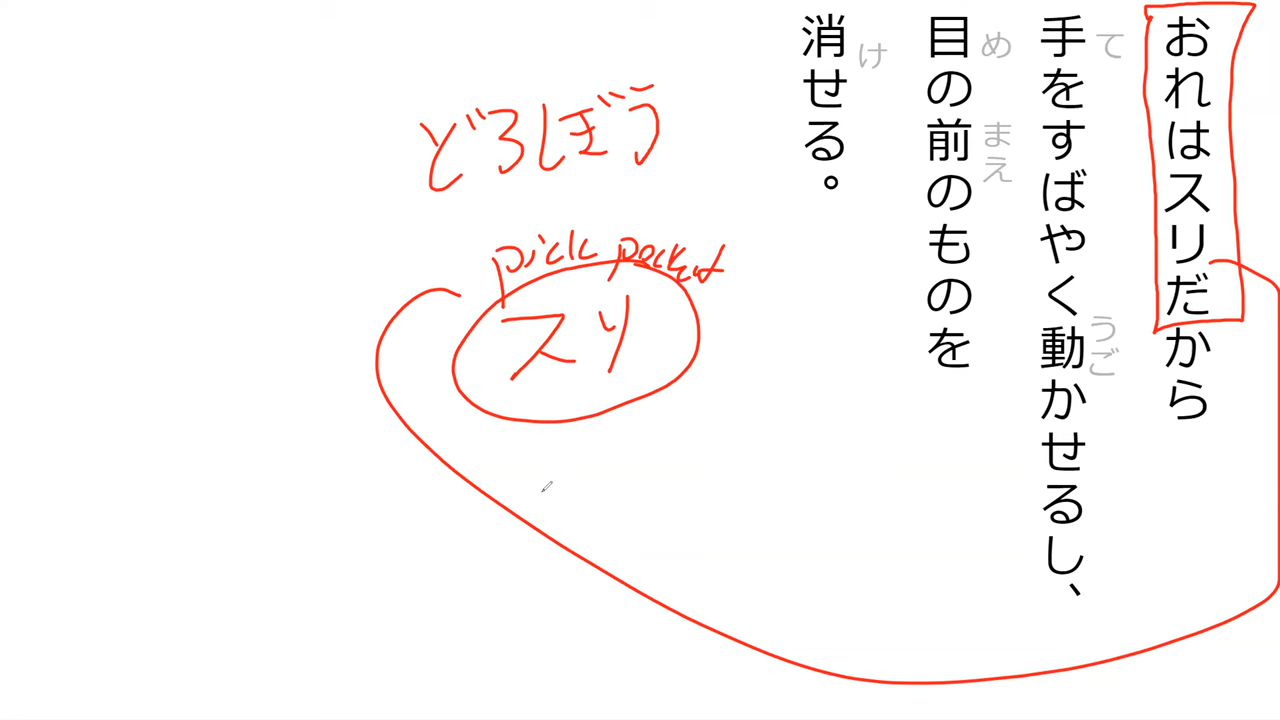 おれはスリだから
手をすばやく動かせるし、
て
うご
目の前のものを
め
まえ
消せる。
け
どろしぼう
pick pocket
スリ